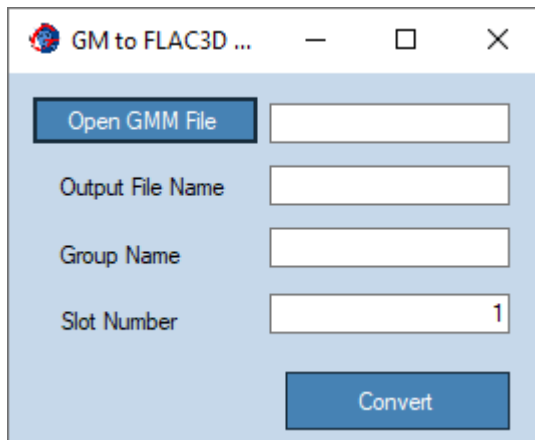 GM to FLAC3D ...
Open GMM File
Output File Name
Group Name
Slot Number 1
Convert